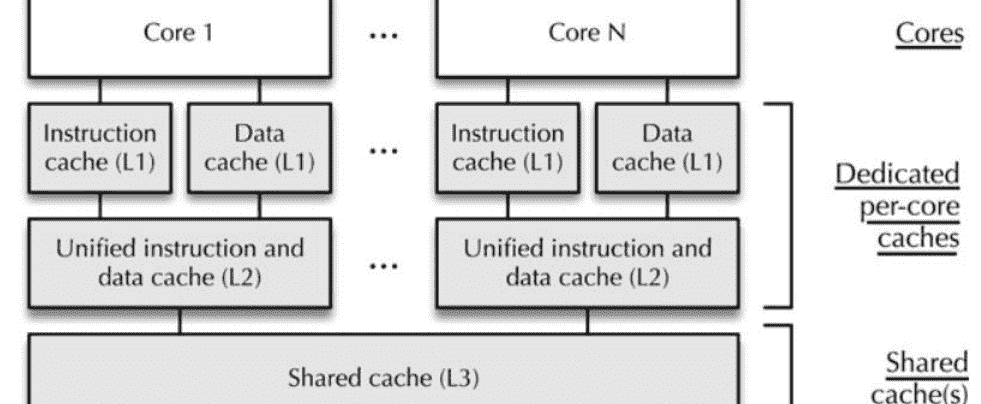 Core 1
...
Core N
Cores
Instruction
cache (L1)
Data
cache (L1)
...
Instruction
cache (L1)
Data
cache (L1)
Dedicated
per-core
caches
Unified instruction and
data cache (L2)
...
Unified instruction and
data cache (L2)
Shared cache (L3)
Shared
cache(s)